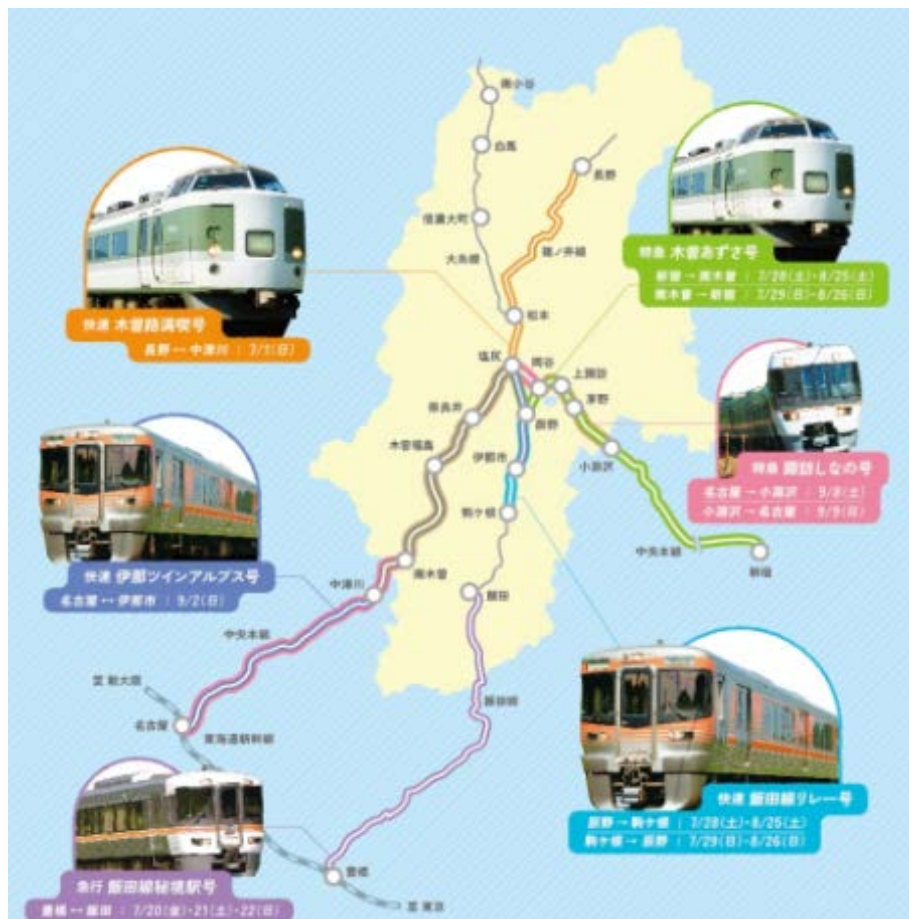 南小谷
白馬
信濃大町
大糸線
長野
篠ノ井線
松本
塩尻
岡谷
上諏訪
茅野
辰野
小淵沢
奈良井
木曽福島
伊那市
駒ケ根
南木曽
中津川
飯田
中央本線
新宿
中央本線
飯田線
至 新大阪
名古屋
東海道新幹線
豊橋
至 東京
快速 木曽路満喫号
長野↔中津川 : 7/1(日)
特急 木曽あずさ号
新宿→南木曽 : 7/28(土)・8/25(土)
南木曽→新宿 : 7/29(日)・8/26(日)
特急 諏訪しなの号
名古屋→小淵沢 : 9/8(土)
小淵沢→名古屋 : 9/9(日)
快速 伊那ツインアルプス号
名古屋↔伊那市 : 9/2(日)
快速 飯田線リレー号
辰野→駒ケ根 : 7/28(土)・8/25(土)
駒ケ根→辰野 : 7/29(日)・8/26(日)
急行 飯田線秘境駅号
豊橋↔飯田 : 7/20(金)・21(土)・22(日)